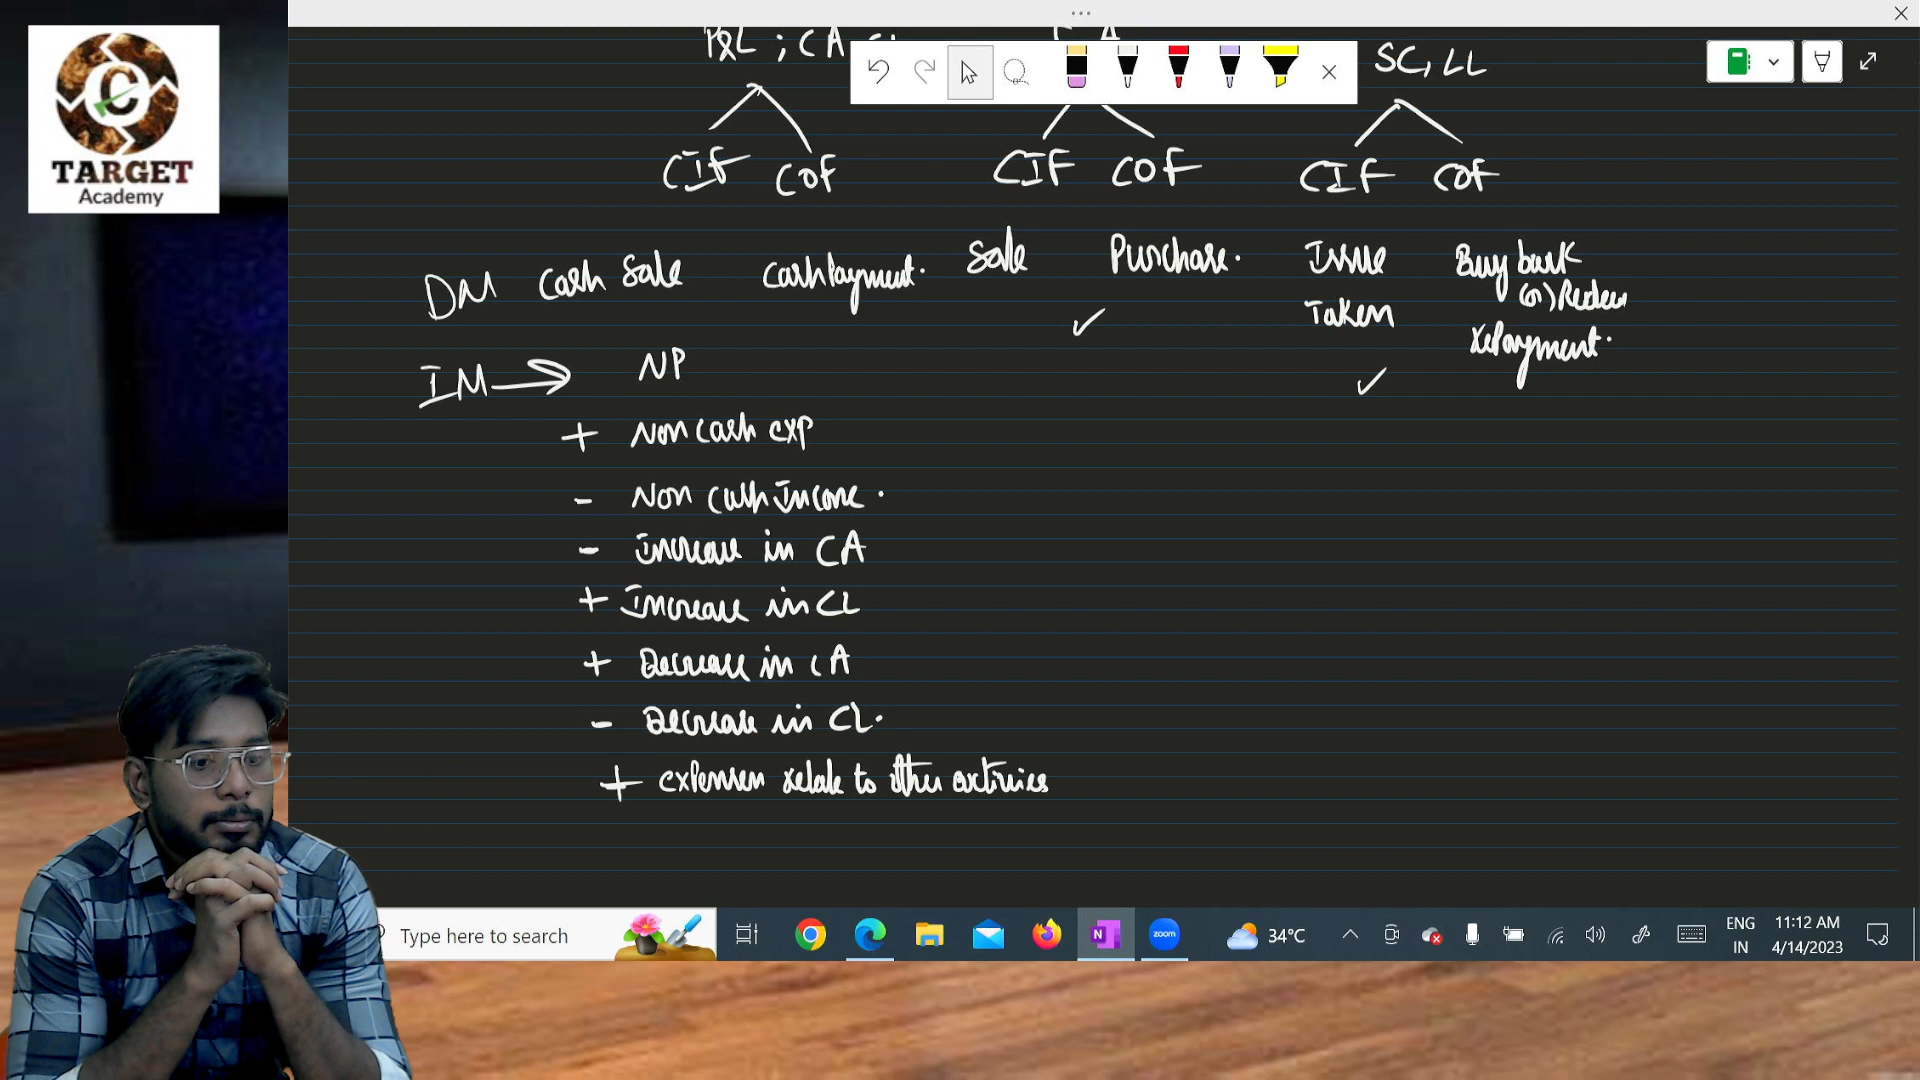 TARGET
Academy
P&L ; CA
SC, LL
CIF COF
CIF COF
CIF COF
DM Cash Sale Cash Payment.
Sale Purchase.
Issue Buy back
Taken (or) Redeem
Repayment.
IM → NP
+ Non cash exp
- Non cash Income.
- Increase in CA
+ Increase in CL
+ Decrease in CA
- Decrease in CL.
+ expenses relate to other activities
Type here to search
N
zoom
34°C
ENG
IN
11:12 AM
4/14/2023